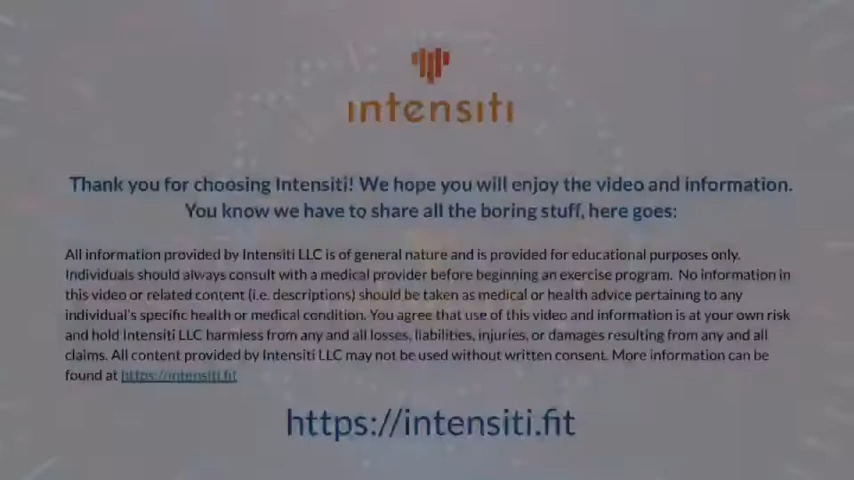 intensiti
Thank you for choosing Intensiti! We hope you will enjoy the video and information.
You know we have to share all the boring stuff, here goes:
All information provided by Intensiti LLC is of general nature and is provided for educational purposes only.
Individuals should always consult with a medical provider before beginning an exercise program. No information in
this video or related content (i.e. descriptions) should be taken as medical or health advice pertaining to any
individual's specific health or medical condition. You agree that use of this video and information is at your own risk
and hold Intensiti LLC harmless from any and all losses, liabilities, injuries, or damages resulting from any and all
claims. All content provided by Intensiti LLC may not be used without written consent. More information can be
found at https://intensiti.fit
https://intensiti.fit